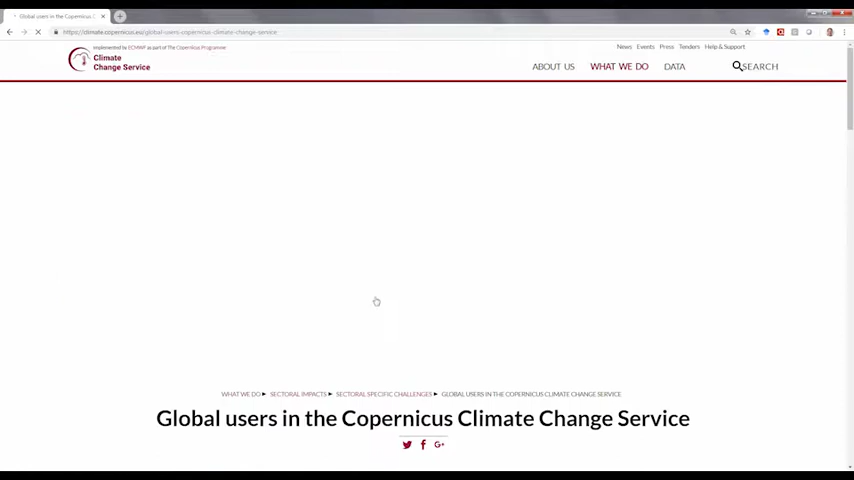 Global users in the Copernicus C
https://climate.copernicus.eu/global-users-copernicus-climate-change-service
implemented by ECMWF as part of The Copernicus Programme
Climate
Change Service
News Events Press Tenders Help & Support
ABOUT US WHAT WE DO DATA SEARCH
WHAT WE DO SECTORAL IMPACTS SECTORAL SPECIFIC CHALLENGES GLOBAL USERS IN THE COPERNICUS CLIMATE CHANGE SERVICE
Global users in the Copernicus Climate Change Service
G+